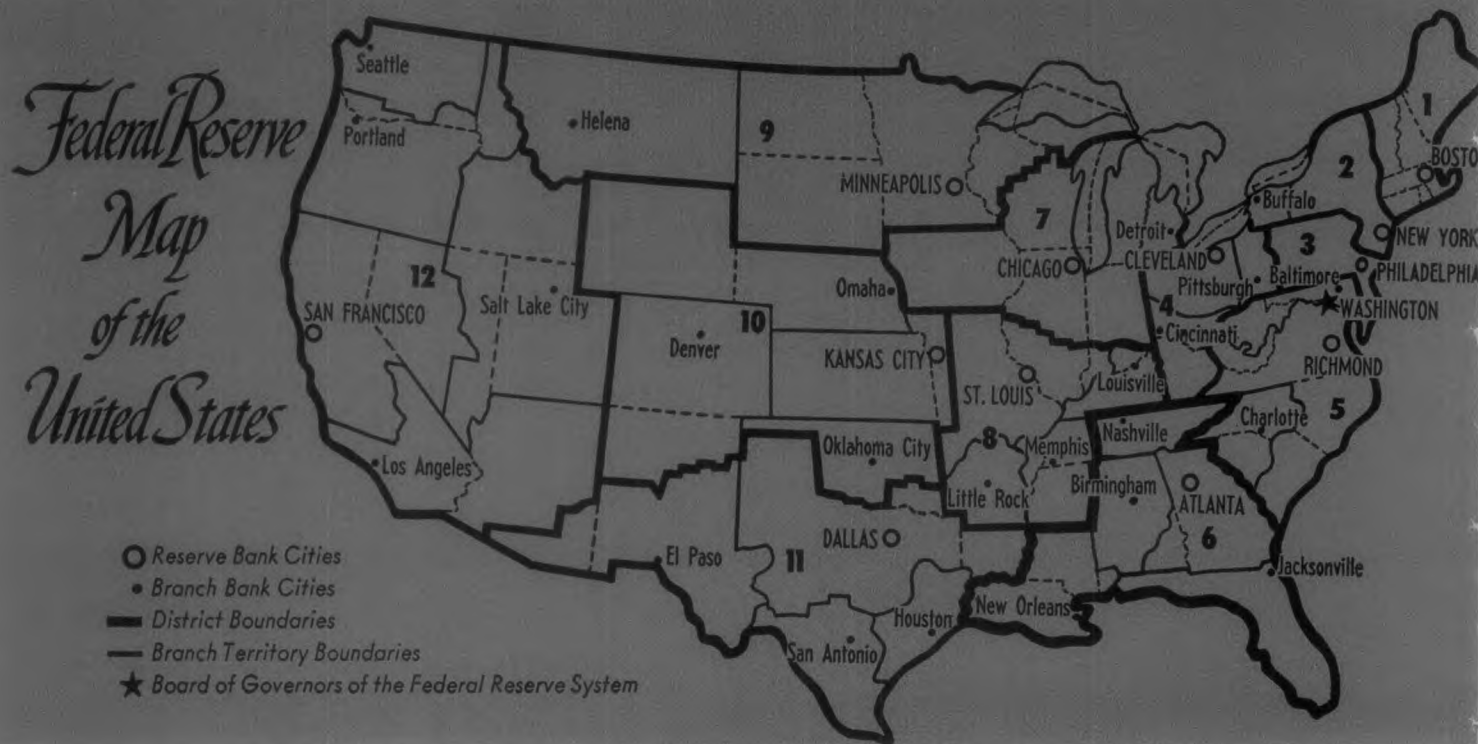 Federal Reserve
Map
of the
United States
Seattle
Portland
Helena
9
MINNEAPOLIS
1
BOSTO
2
Buffalo
NEW YORK
3
PHILADELPHIA
Baltimore
WASHINGTON
Detroit
CLEVELAND
Pittsburgh
7
CHICAGO
12
SAN FRANCISCO
Salt Lake City
Omaha
10
Denver
KANSAS CITY
ST. LOUIS
4
Cincinnati
Louisville
RICHMOND
5
Charlotte
Nashville
8
Memphis
Little Rock
Oklahoma City
Los Angeles
Birmingham
ATLANTA
6
DALLAS
El Paso
11
Jacksonville
New Orleans
Houston
San Antonio
Reserve Bank Cities
Branch Bank Cities
District Boundaries
Branch Territory Boundaries
Board of Governors of the Federal Reserve System